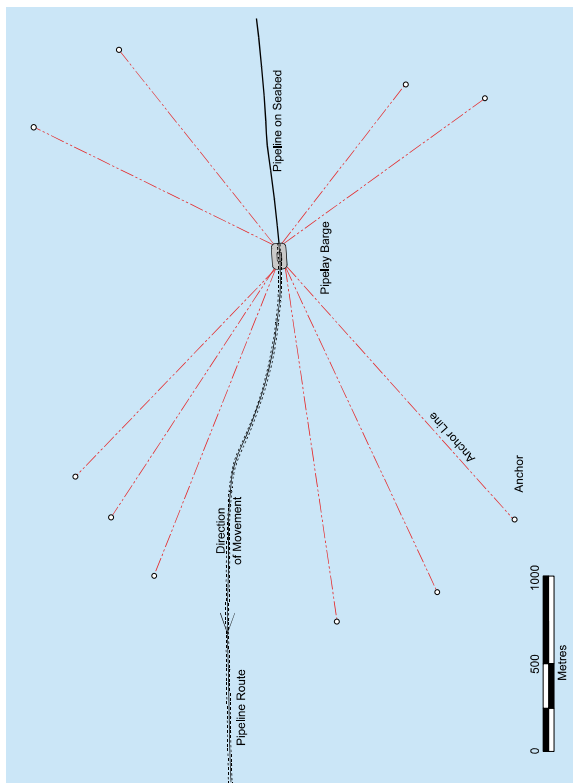 Pipeline on Seabed
Pipelay Barge
Anchor Line
Anchor
Direction
of Movement
Pipeline Route
0 500 1000
Metres